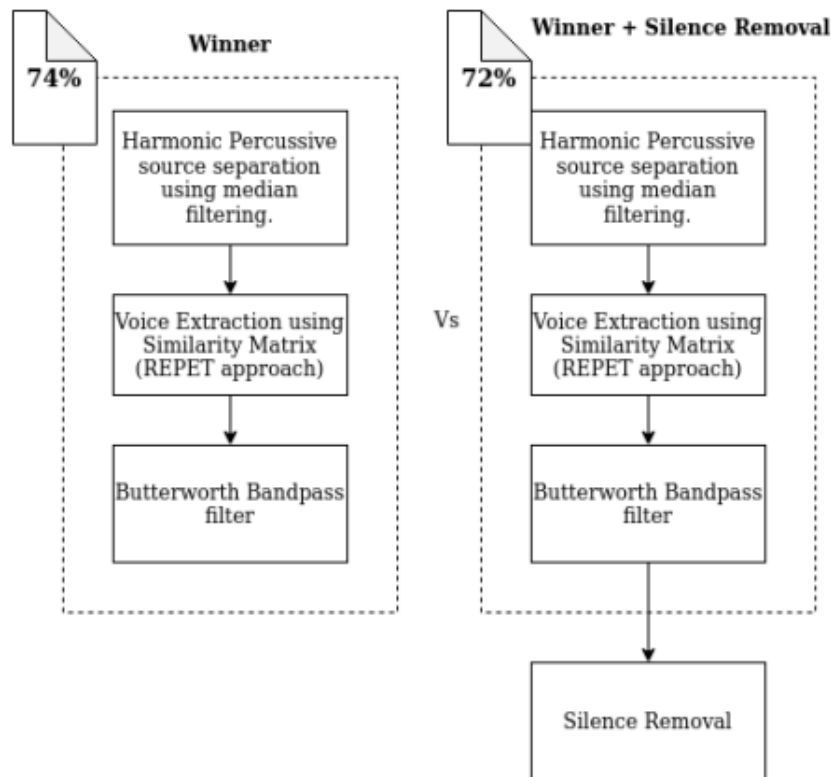 Winner
74%
Harmonic Percussive
source separation
using median
filtering.
Voice Extraction using
Similarity Matrix
(REPET approach)
Butterworth Bandpass
filter
Vs
Winner + Silence Removal
72%
Harmonic Percussive
source separation
using median
filtering.
Voice Extraction using
Similarity Matrix
(REPET approach)
Butterworth Bandpass
filter
Silence Removal